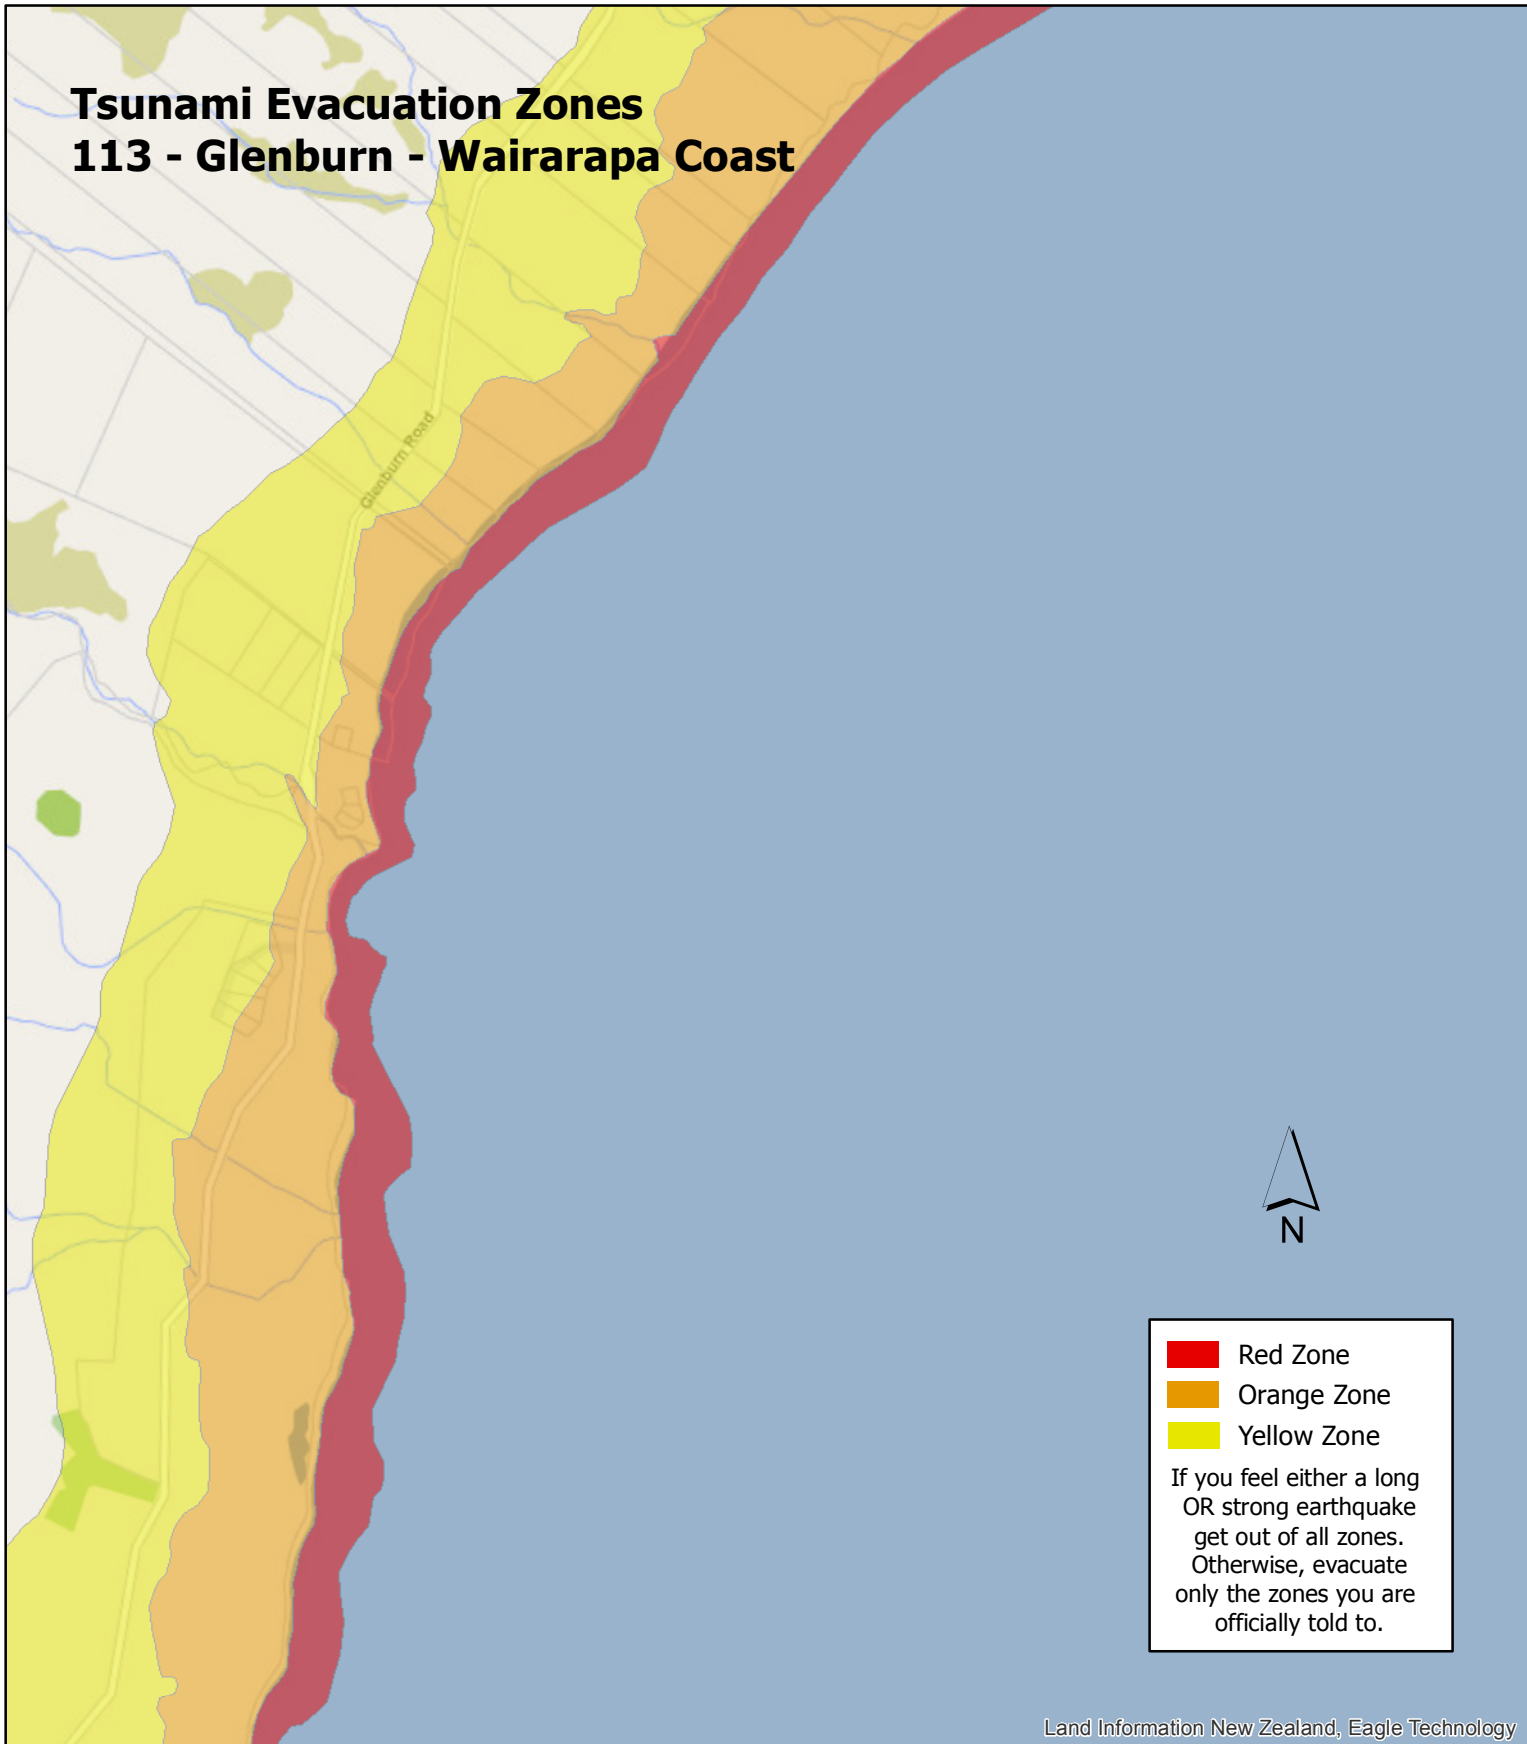 Tsunami Evacuation Zones
113 - Glenburn - Wairarapa Coast
Glenburn Road
N
Red Zone
Orange Zone
Yellow Zone
If you feel either a long
OR strong earthquake
get out of all zones.
Otherwise, evacuate
only the zones you are
officially told to.
Land Information New Zealand, Eagle Technology